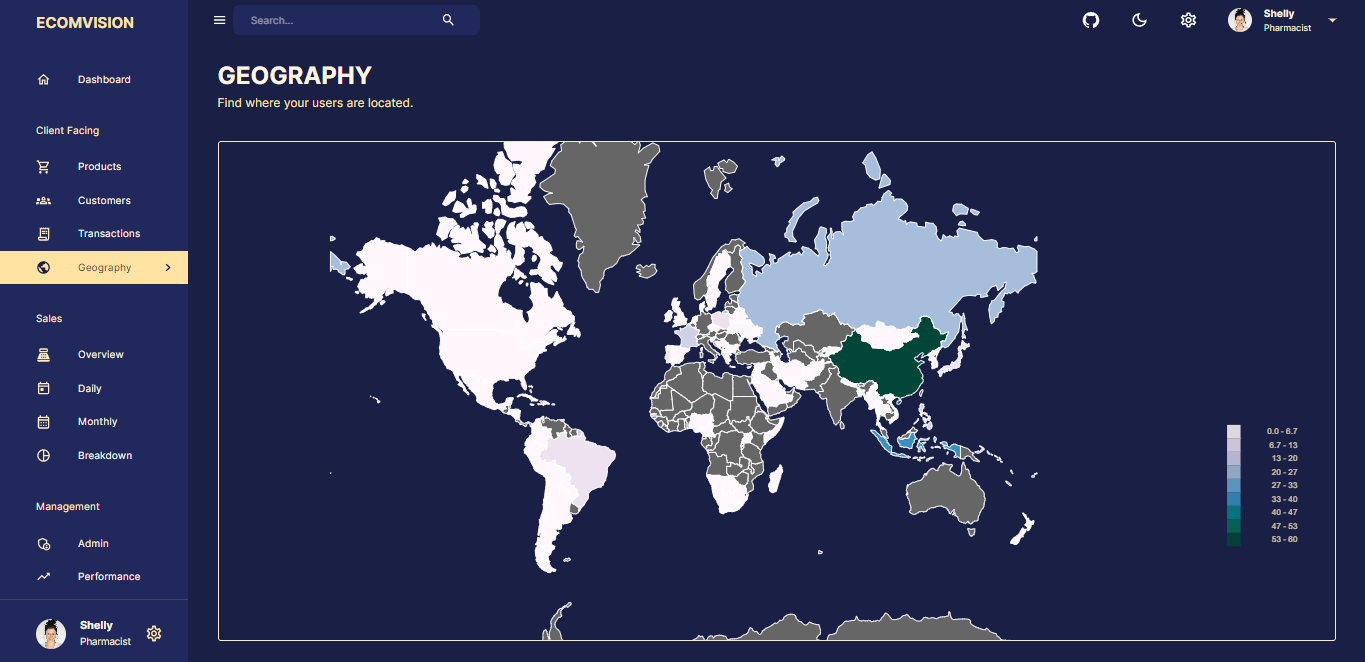 ECOMVISION
Search...
Shelly
Pharmacist
Dashboard
Client Facing
Products
Customers
Transactions
Geography
Sales
Overview
Daily
Monthly
Breakdown
Management
Admin
Performance
Shelly
Pharmacist
GEOGRAPHY
Find where your users are located.
0.0 - 6.7
6.7 - 13
13 - 20
20 - 27
27 - 33
33 - 40
40 - 47
47 - 53
53 - 60